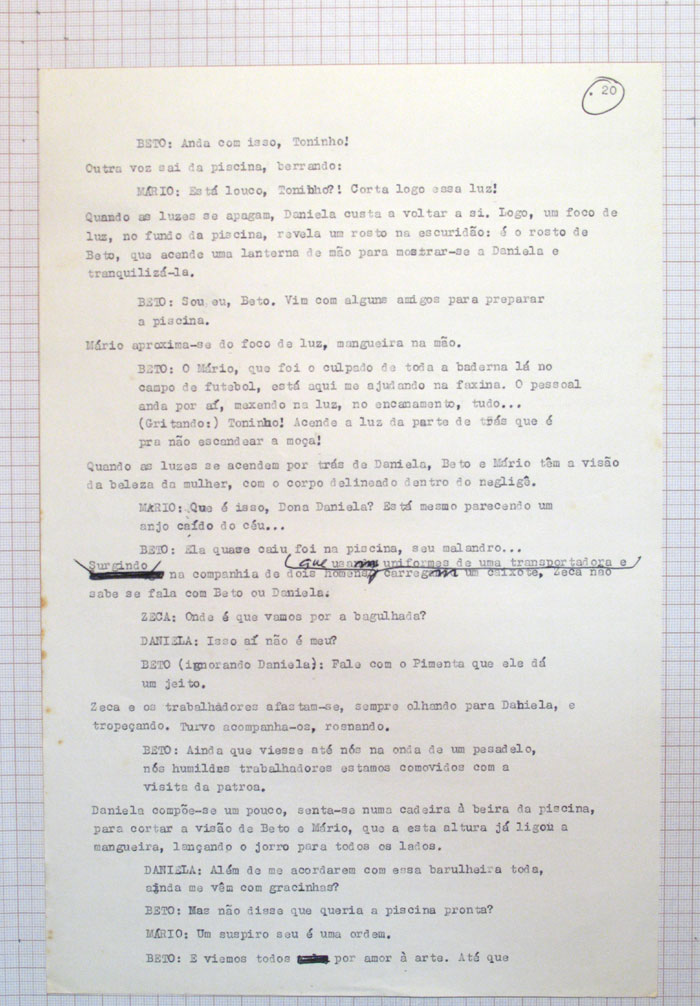 . 20
BETO: Anda com isso, Toninho!
Outra voz sai da piscina, berrando:
MÁRIO: Está louco, Toninho?! Corta logo essa luz!
Quando as luzes se apagam, Daniela custa a voltar a si. Logo, um foco de
luz, no fundo da piscina, revela um rosto na escuridão: é o rosto de
Beto, que acende uma lanterna de mão para mostrar-se a Daniela e
tranquilizá-la.
BETO: Sou eu, Beto. Vim com alguns amigos para preparar
a piscina.
Mário aproxima-se do foco de luz, mangueira na mão.
BETO: O Mário, que foi o culpado de toda a baderna lá no
campo de futebol, está aqui me ajudando na faxina. O pessoal
anda por aí, mexendo na luz, no encanamento, tudo...
(Gritando:) Toninho! Acende a luz da parte de trás que é
pra não escandear a moça!
Quando as luzes se acendem por trás de Daniela, Beto e Mário têm a visão
da beleza da mulher, com o corpo delineado dentro do negligê.
MARIO: Que é isso, Dona Daniela? Está mesmo parecendo um
anjo caído do céu...
BETO: Ela quase caiu foi na piscina, seu malandro...
Surgindo que usam uniformes de uma transportadora e
na companhia de dois homens carregam um caixote, Zeca não
sabe se fala com Beto ou Daniela.
ZECA: Onde é que vamos por a bagulhada?
DANIELA: Isso aí não é meu?
BETO (ignorando Daniela): Fale com o Pimenta que ele dá
um jeito.
Zeca e os trabalhadores afastam-se, sempre olhando para Daniela, e
tropeçando. Turvo acompanha-os, rosnando.
BETO: Ainda que viesse até nós na onda de um pesadelo,
nós humildes trabalhadores estamos comovidos com a
visita da patroa.
Daniela compõe-se um pouco, senta-se numa cadeira à beira da piscina,
para cortar a visão de Beto e Mário, que a esta altura já ligou a
mangueira, lançando o jorro para todos os lados.
DANIELA: Além de me acordarem com essa barulheira toda,
ainda me vêm com gracinhas?
BETO: Mas não disse que queria a piscina pronta?
MÁRIO: Um suspiro seu é uma ordem.
BETO: E viemos todos por amor à arte. Até que